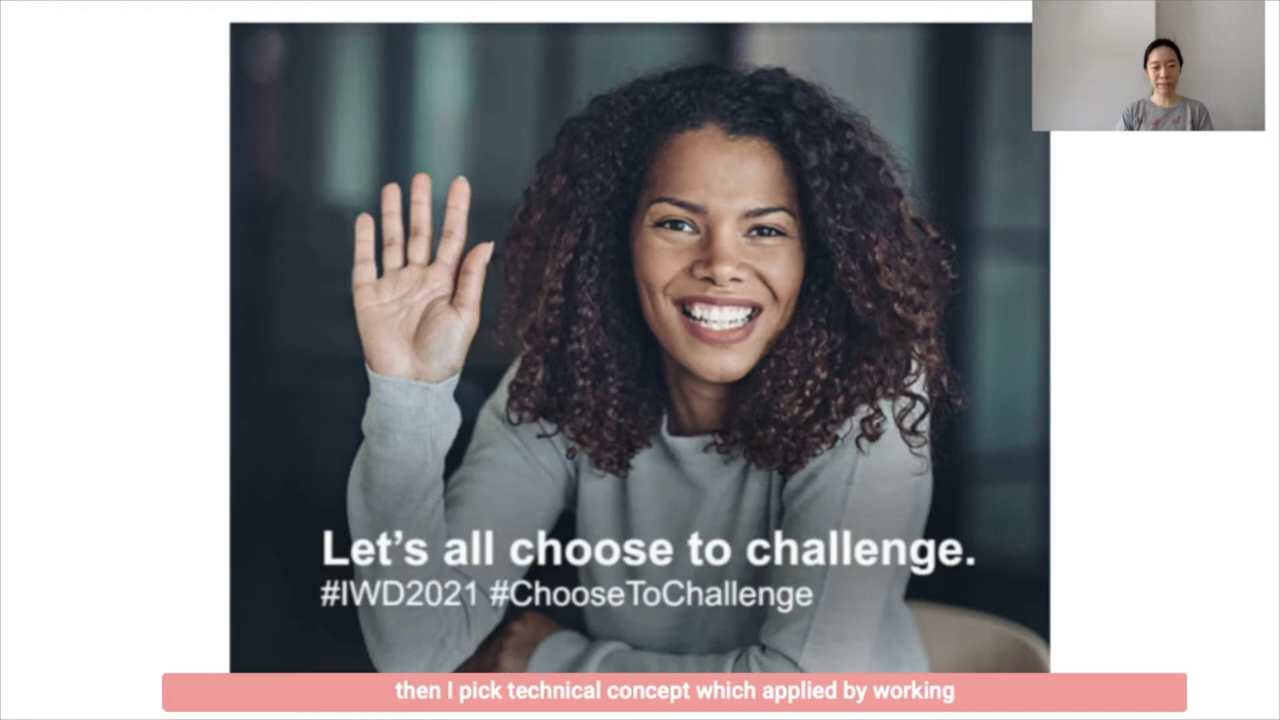 Let’s all choose to challenge.
#IWD2021 #ChooseToChallenge
then I pick technical concept which applied by working